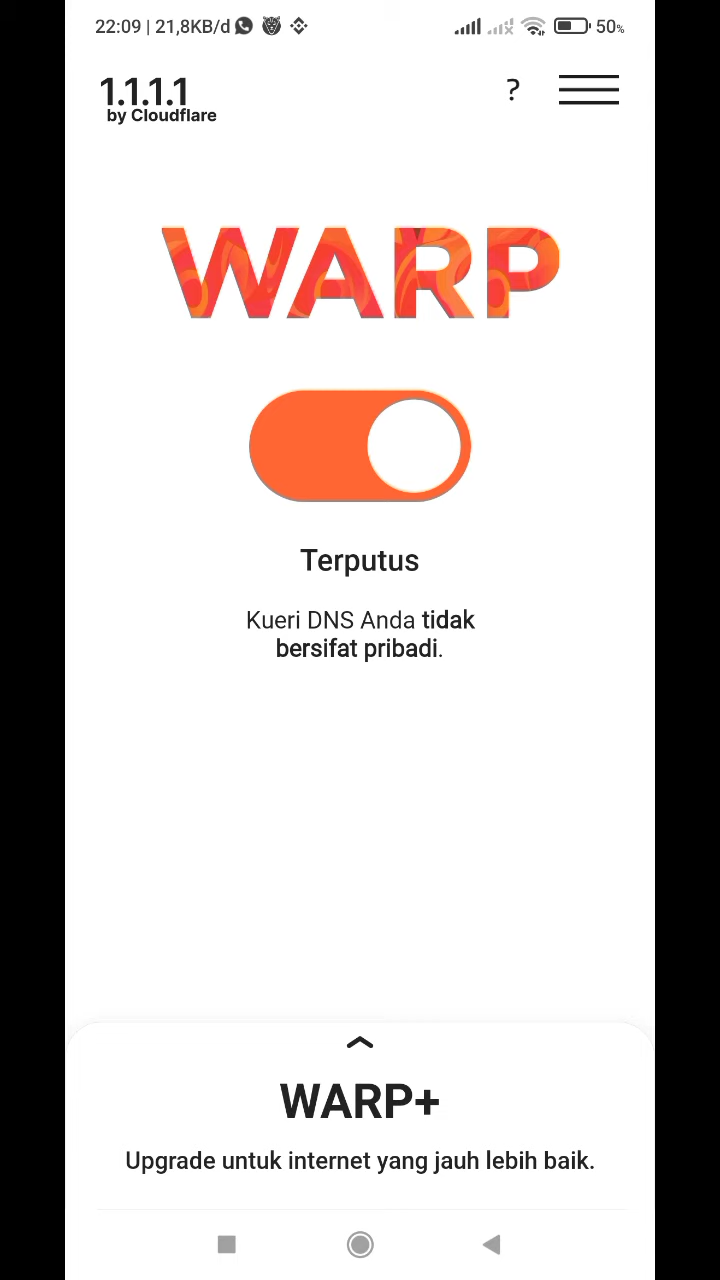 22:09 | 21,8KB/d 50%
1.1.1.1 ?
by Cloudflare
WARP
Terputus
Kueri DNS Anda tidak
bersifat pribadi.
WARP+
Upgrade untuk internet yang jauh lebih baik.